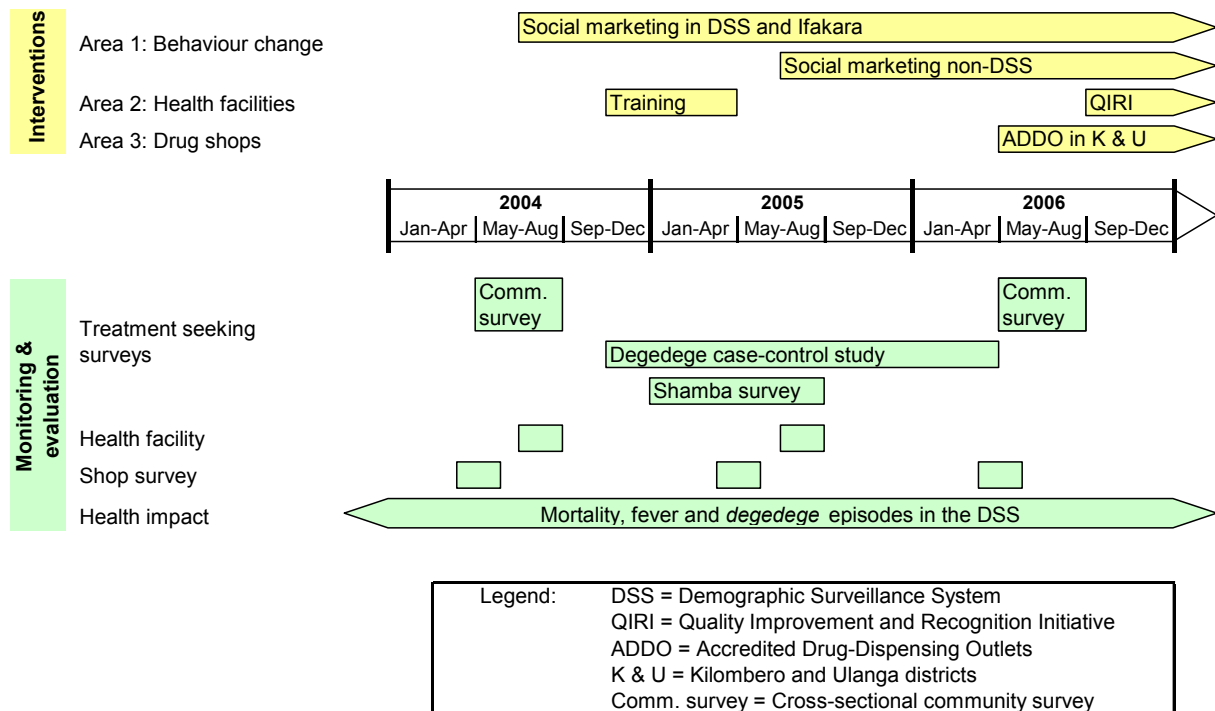 Interventions
Area 1: Behaviour change
Social marketing in DSS and Ifakara
Social marketing non-DSS
Area 2: Health facilities
Training
QIRI
Area 3: Drug shops
ADDO in K & U
2004
2005
2006
Jan-Apr May-Aug Sep-Dec Jan-Apr May-Aug Sep-Dec Jan-Apr May-Aug Sep-Dec
Monitoring &
evaluation
Treatment seeking
surveys
Comm.
survey
Comm.
survey
Degedege case-control study
Shamba survey
Health facility
Shop survey
Health impact
Mortality, fever and degedege episodes in the DSS
Legend:
DSS = Demographic Surveillance System
QIRI = Quality Improvement and Recognition Initiative
ADDO = Accredited Drug-Dispensing Outlets
K & U = Kilombero and Ulanga districts
Comm. survey = Cross-sectional community survey